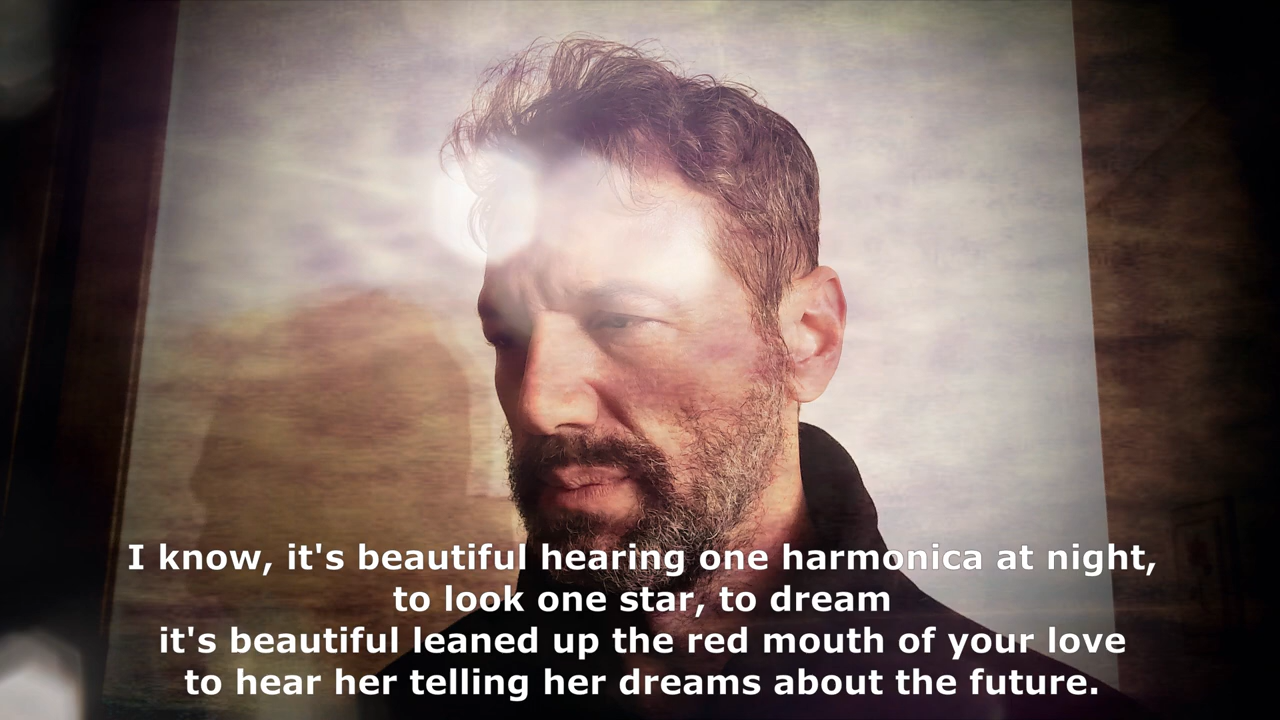 I know, it's beautiful hearing one harmonica at night,
to look one star, to dream
it's beautiful leaned up the red mouth of your love
to hear her telling her dreams about the future.